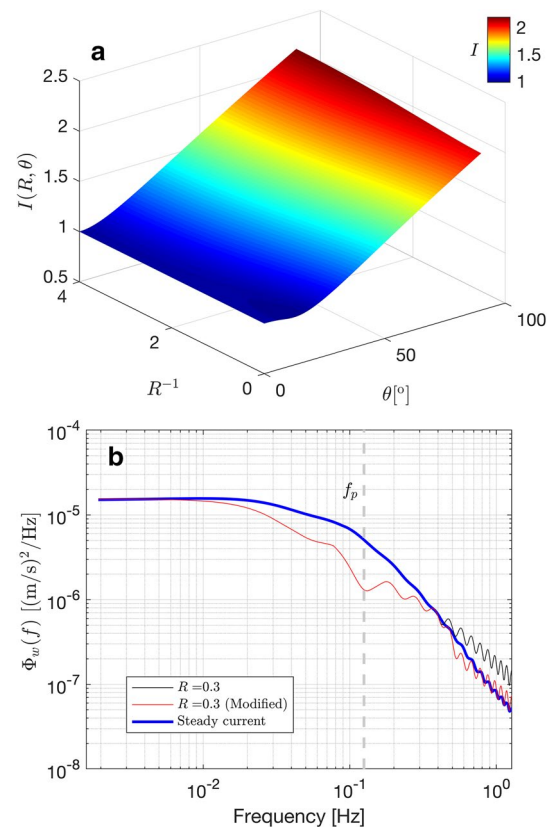 a
I
2
1.5
1
I(R, θ)
2.5
2
1.5
1
0.5
4
2
0
R⁻¹
0
50
100
θ[°]
b
Φ_w(f) [(m/s)²/Hz]
10⁻⁴
10⁻⁵
10⁻⁶
10⁻⁷
10⁻⁸
f_p
R =0.3
R =0.3 (Modified)
Steady current
10⁻² 10⁻¹ 10⁰
Frequency [Hz]